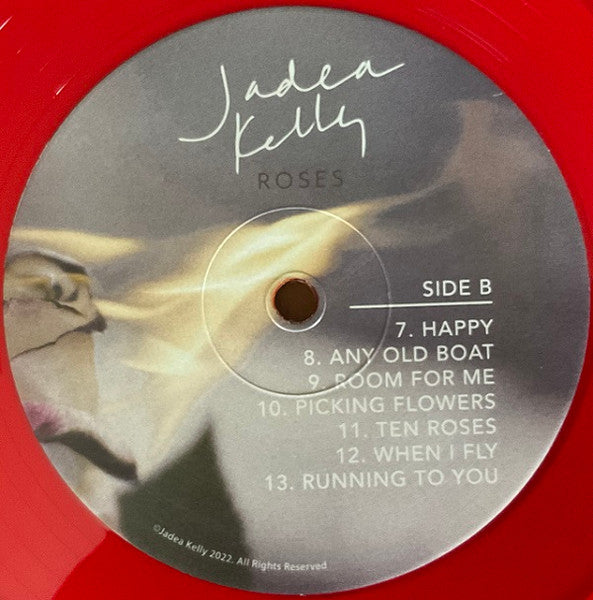 Jadea
Kelly
ROSES
SIDE B
7. HAPPY
8. ANY OLD BOAT
9. ROOM FOR ME
10. PICKING FLOWERS
11. TEN ROSES
12. WHEN I FLY
13. RUNNING TO YOU
©Jadea Kelly 2022. All Rights Reserved